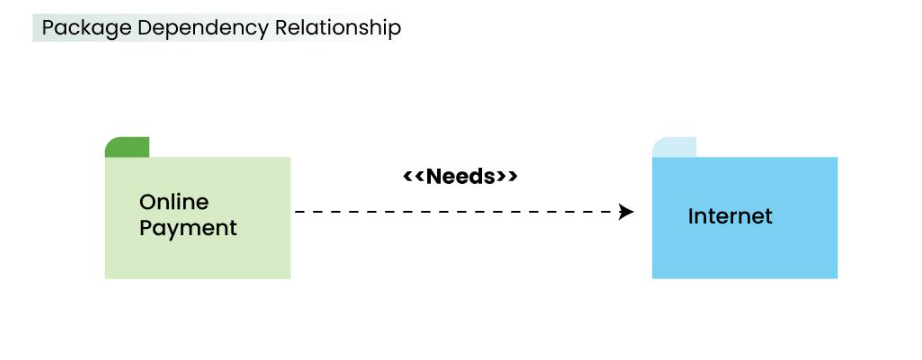 Package Dependency Relationship
<<Needs>>
Online
Payment
Internet